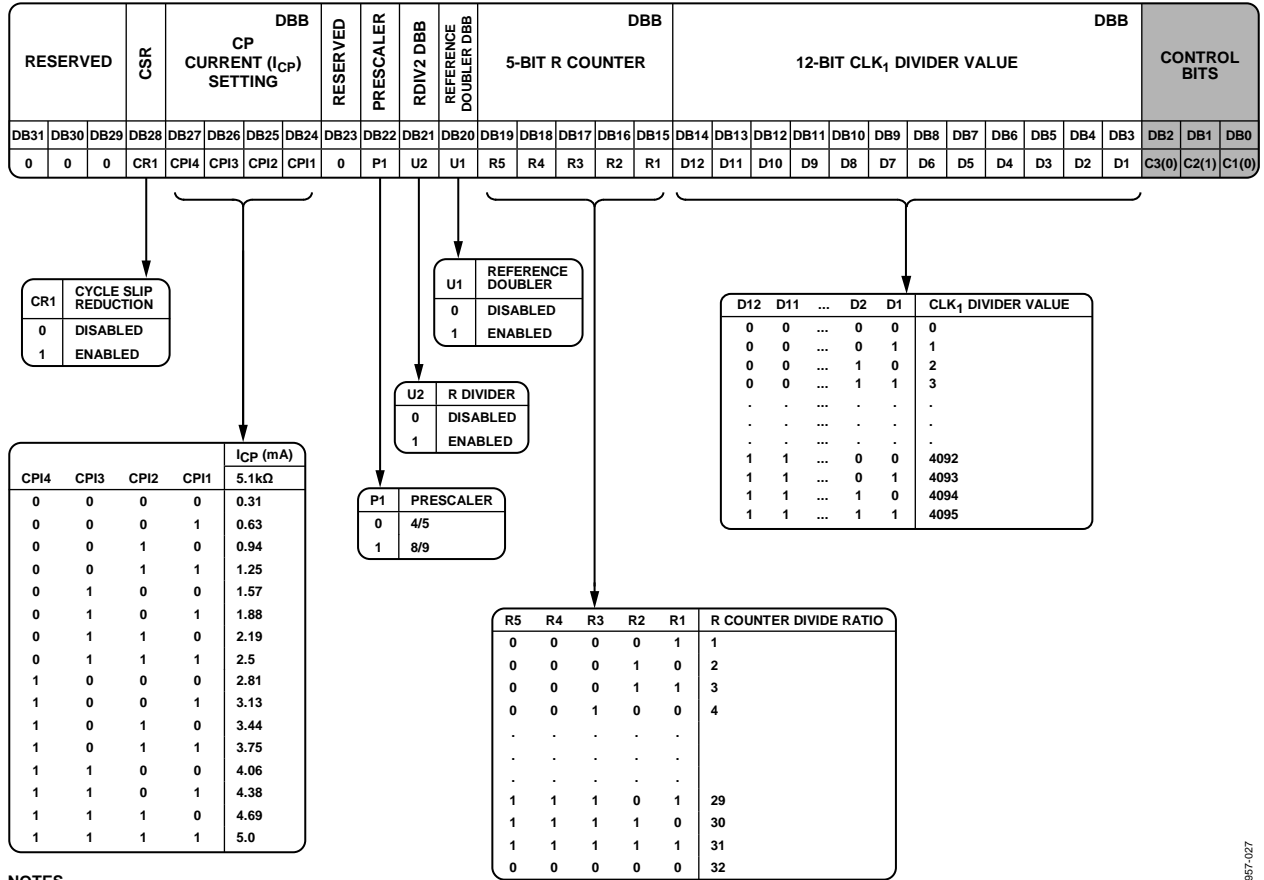 RESERVED
CSR
DBB
CP
CURRENT (ICP)
SETTING
RESERVED
PRESCALER
RDIV2 DBB
REFERENCE
DOUBLER DBB
DBB
5-BIT R COUNTER
DBB
12-BIT CLK1 DIVIDER VALUE
CONTROL
BITS
DB31 DB30 DB29 DB28 DB27 DB26 DB25 DB24 DB23 DB22 DB21 DB20 DB19 DB18 DB17 DB16 DB15 DB14 DB13 DB12 DB11 DB10 DB9 DB8 DB7 DB6 DB5 DB4 DB3 DB2 DB1 DB0
0 0 0 CR1 CPI4 CPI3 CPI2 CPI1 0 P1 U2 U1 R5 R4 R3 R2 R1 D12 D11 D10 D9 D8 D7 D6 D5 D4 D3 D2 D1 C3(0) C2(1) C1(0)
CR1 CYCLE SLIP
REDUCTION
0 DISABLED
1 ENABLED
U1 REFERENCE
DOUBLER
0 DISABLED
1 ENABLED
U2 R DIVIDER
0 DISABLED
1 ENABLED
P1 PRESCALER
0 4/5
1 8/9
D12 D11 ... D2 D1 CLK1 DIVIDER VALUE
0 0 ... 0 0 0
0 0 ... 0 1 1
0 0 ... 1 0 2
0 0 ... 1 1 3
. . ... . . .
. . ... . . .
. . ... . . .
1 1 ... 0 0 4092
1 1 ... 0 1 4093
1 1 ... 1 0 4094
1 1 ... 1 1 4095
ICP (mA)
CPI4 CPI3 CPI2 CPI1 5.1kΩ
0 0 0 0 0.31
0 0 0 1 0.63
0 0 1 0 0.94
0 0 1 1 1.25
0 1 0 0 1.57
0 1 0 1 1.88
0 1 1 0 2.19
0 1 1 1 2.5
1 0 0 0 2.81
1 0 0 1 3.13
1 0 1 0 3.44
1 0 1 1 3.75
1 1 0 0 4.06
1 1 0 1 4.38
1 1 1 0 4.69
1 1 1 1 5.0
R5 R4 R3 R2 R1 R COUNTER DIVIDE RATIO
0 0 0 0 1 1
0 0 0 1 0 2
0 0 0 1 1 3
0 0 1 0 0 4
. . . . .
. . . . .
. . . . .
1 1 1 0 1 29
1 1 1 1 0 30
1 1 1 1 1 31
0 0 0 0 0 32
957-027